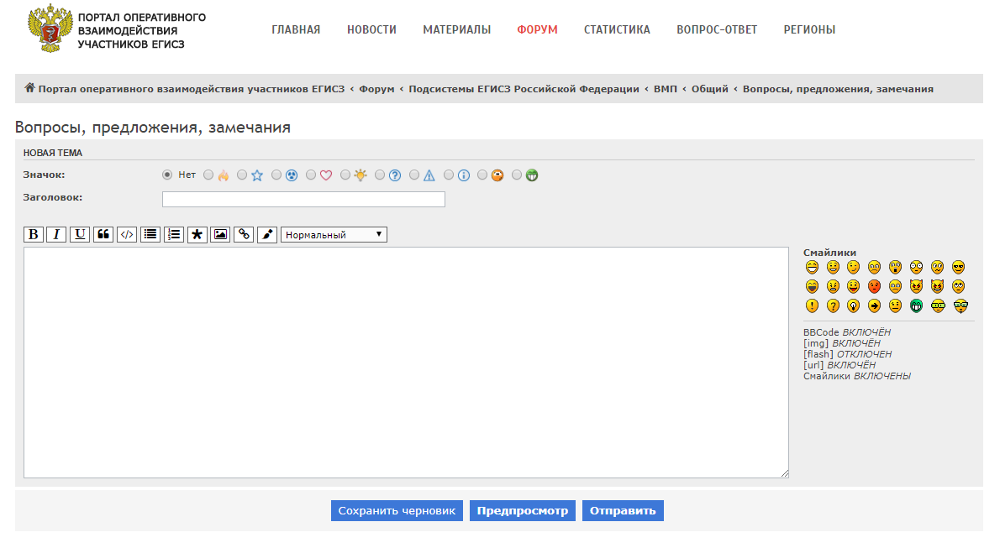 ПОРТАЛ ОПЕРАТИВНОГО
ВЗАИМОДЕЙСТВИЯ
УЧАСТНИКОВ ЕГИСЗ
ГЛАВНАЯ НОВОСТИ МАТЕРИАЛЫ ФОРУМ СТАТИСТИКА ВОПРОС-ОТВЕТ РЕГИОНЫ
Портал оперативного взаимодействия участников ЕГИСЗ ‹ Форум ‹ Подсистемы ЕГИСЗ Российской Федерации ‹ ВМП ‹ Общий ‹ Вопросы, предложения, замечания
Вопросы, предложения, замечания
НОВАЯ ТЕМА
Значок: Нет
Заголовок:
B I U </> Нормальный
Смайлики
BBCode ВКЛЮЧЁН
[img] ВКЛЮЧЁН
[flash] ОТКЛЮЧЕН
[url] ВКЛЮЧЁН
Смайлики ВКЛЮЧЕНЫ
Сохранить черновик Предпросмотр Отправить